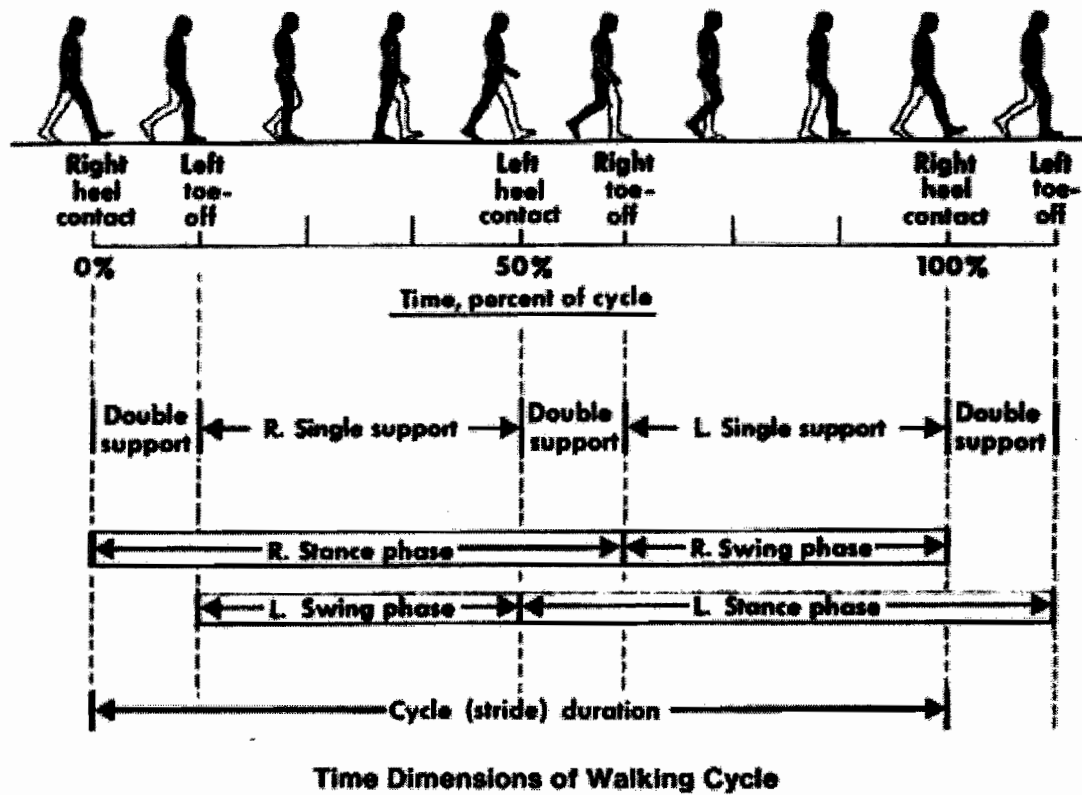 Right heel contact
Left toe-off
Left heel contact
Right toe-off
Right heel contact
Left toe-off
0%
50%
100%
Time, percent of cycle
Double support
R. Single support
Double support
L. Single support
Double support
R. Stance phase
R. Swing phase
L. Swing phase
L. Stance phase
Cycle (stride) duration
Time Dimensions of Walking Cycle